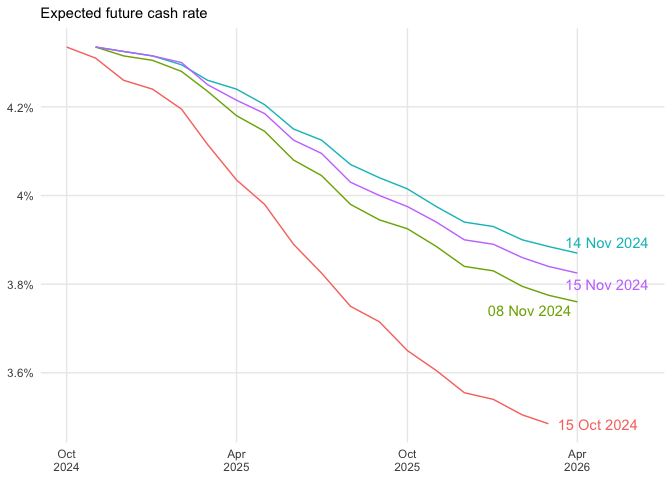 Expected future cash rate
4.2%
4%
3.8%
3.6%
14 Nov 2024
15 Nov 2024
08 Nov 2024
15 Oct 2024
Oct
2024
Apr
2025
Oct
2025
Apr
2026